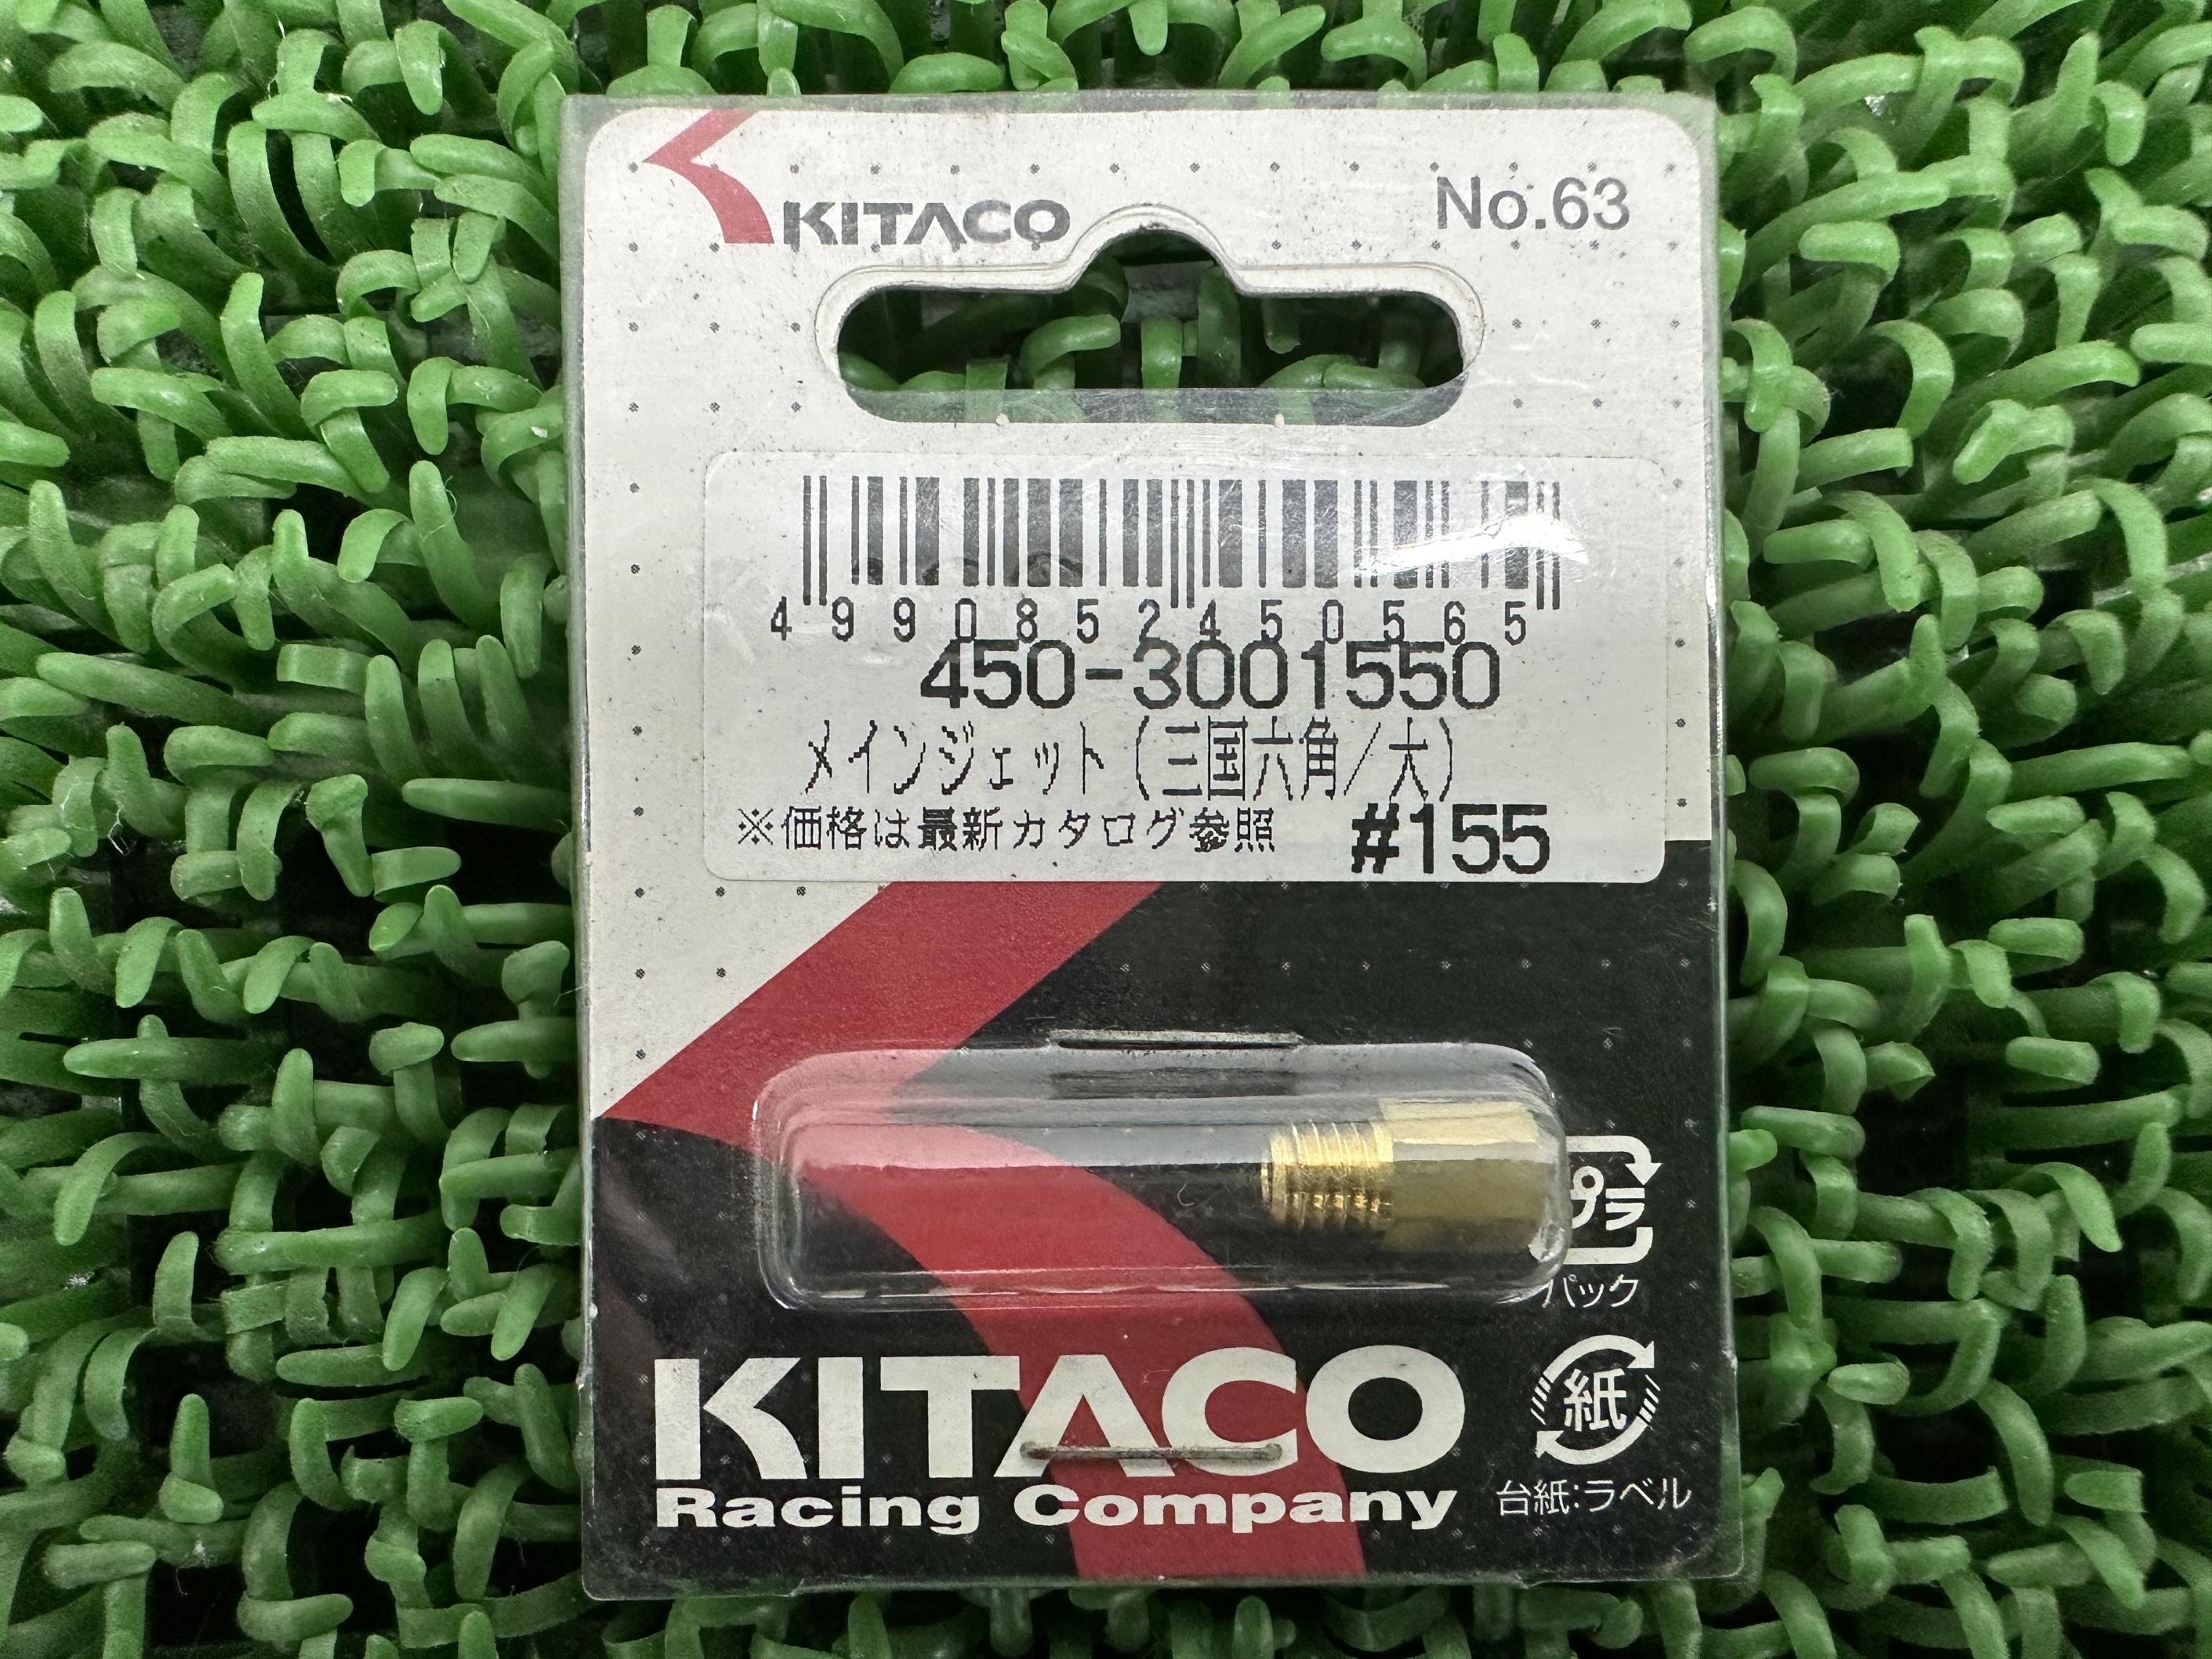 KITACO
No.63
4990852450565
450-3001550
メインジェット(三国六角/大)
※価格は最新カタログ参照 #155
プラ
パック
KITACO
Racing Company
紙
台紙:ラベル